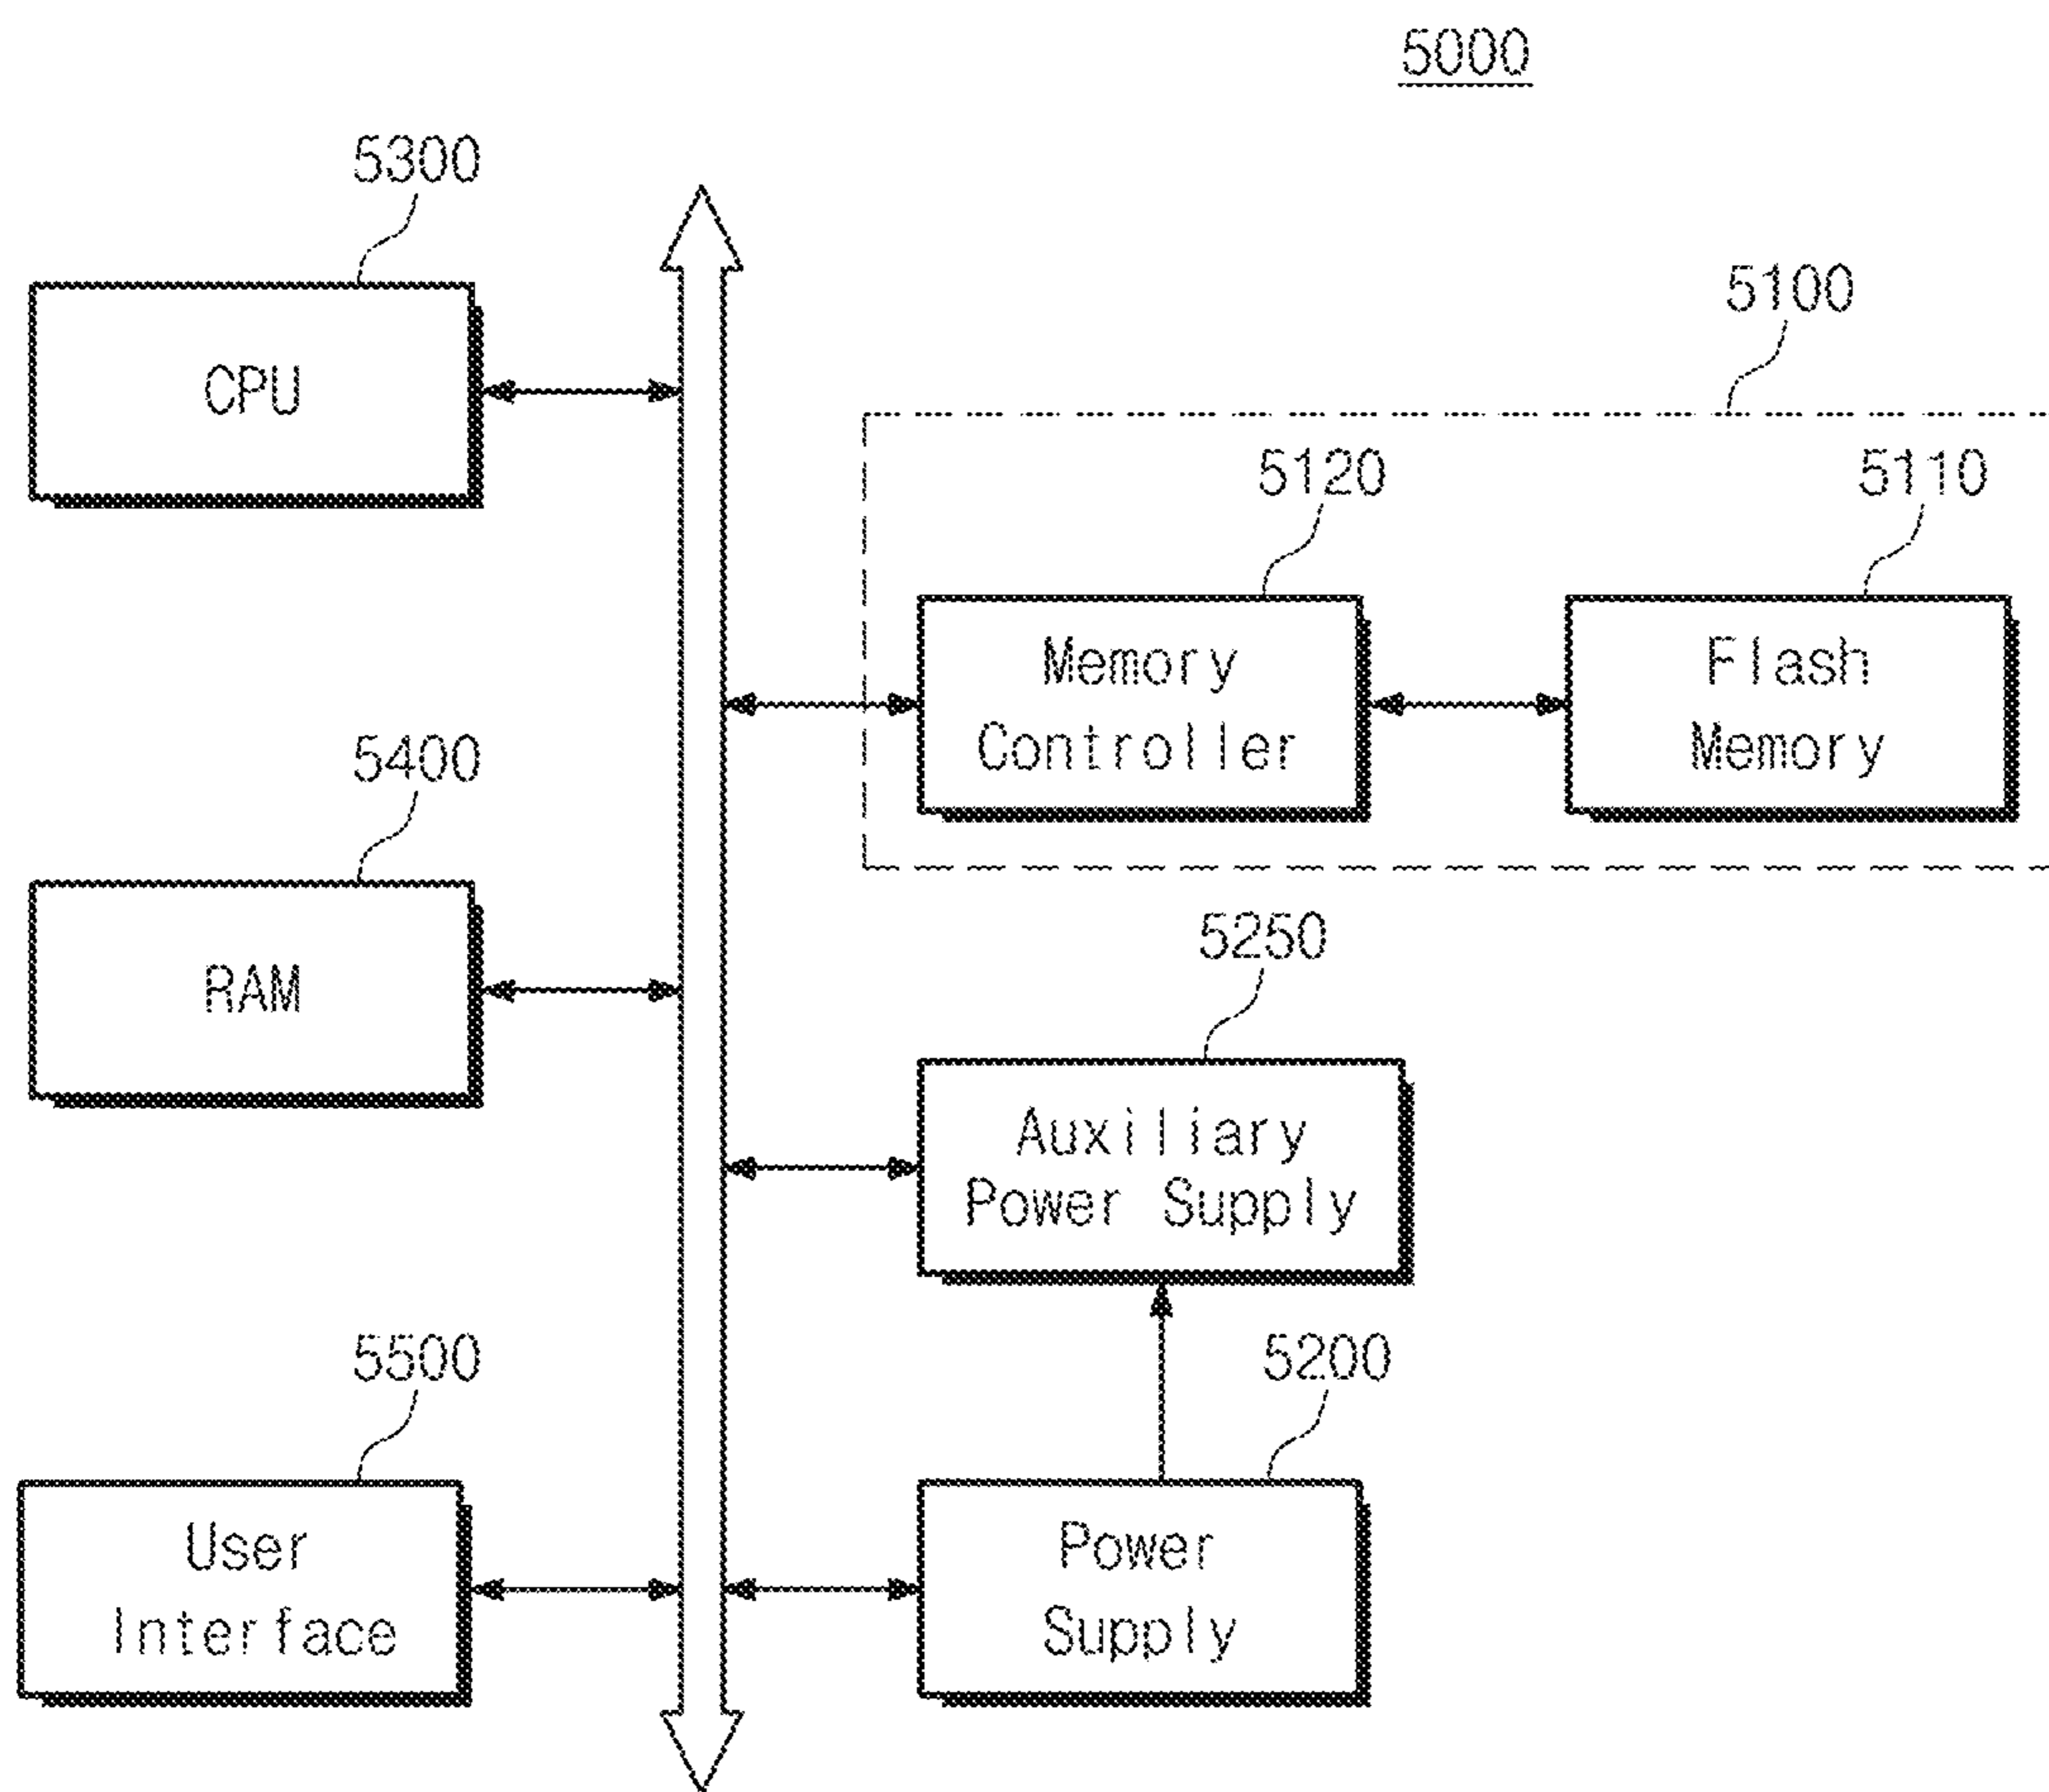 5000
5300
CPU
5100
5120
5110
Memory
Controller
Flash
Memory
5400
RAM
5250
Auxiliary
Power Supply
5500
User
Interface
5200
Power
Supply